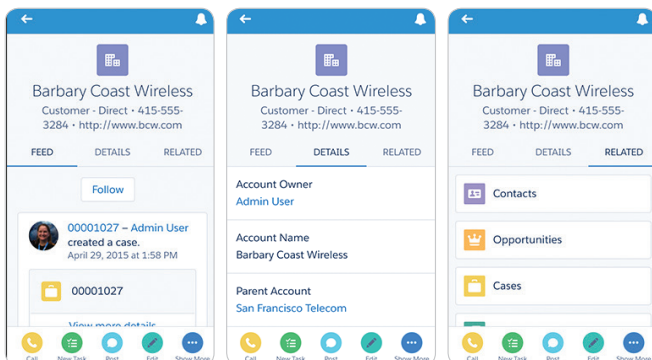 Barbary Coast Wireless
Customer - Direct • 415-555-
3284 • http://www.bcw.com
FEED
DETAILS
RELATED
Follow
00001027 – Admin User
created a case.
April 29, 2015 at 1:58 PM
00001027
View more details
Call
New Task
Post
Edit
Show More
Barbary Coast Wireless
Customer - Direct • 415-555-
3284 • http://www.bcw.com
FEED
DETAILS
RELATED
Account Owner
Admin User
Account Name
Barbary Coast Wireless
Parent Account
San Francisco Telecom
Call
New Task
Post
Edit
Show More
Barbary Coast Wireless
Customer - Direct • 415-555-
3284 • http://www.bcw.com
FEED
DETAILS
RELATED
Contacts
Opportunities
Cases
Call
New Task
Post
Edit
Show More